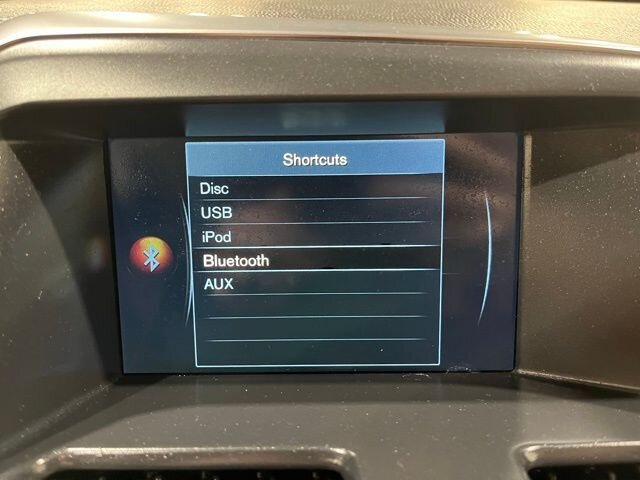 Shortcuts
Disc
USB
iPod
Bluetooth
AUX